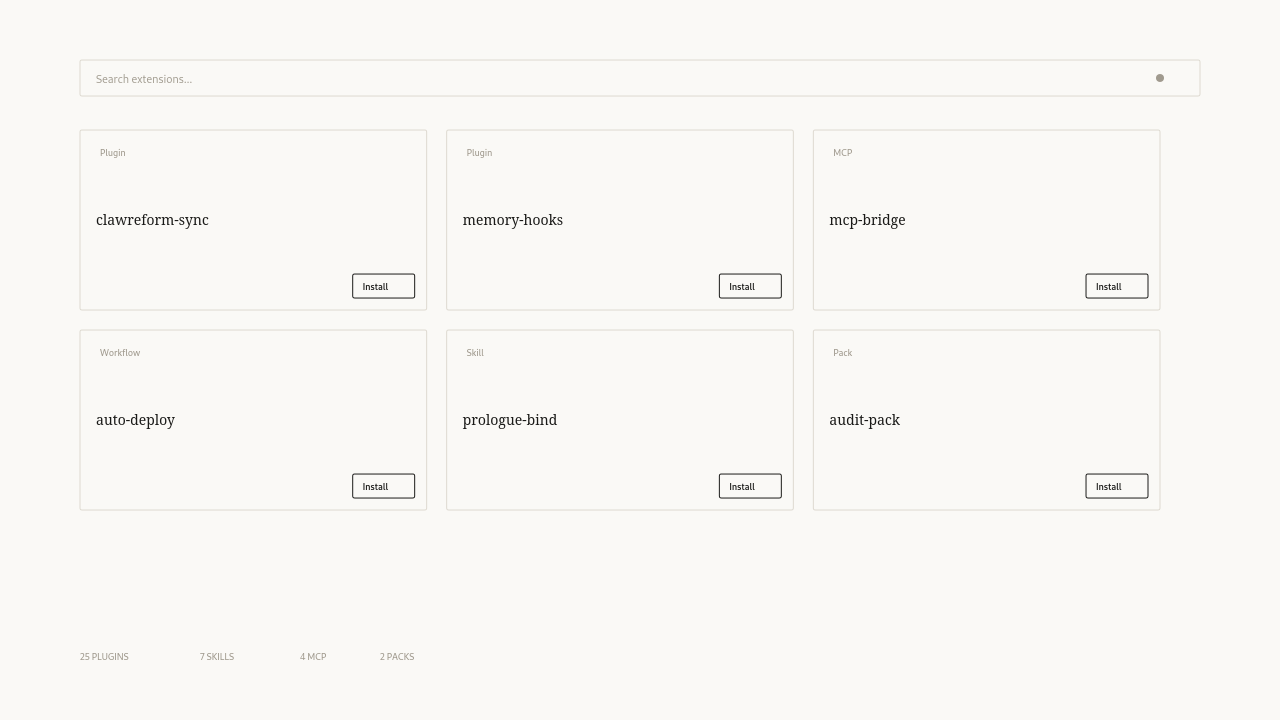 Search extensions...
Plugin
clawreform-sync
Install
Plugin
memory-hooks
Install
MCP
mcp-bridge
Install
Workflow
auto-deploy
Install
Skill
prologue-bind
Install
Pack
audit-pack
Install
25 PLUGINS
7 SKILLS
4 MCP
2 PACKS